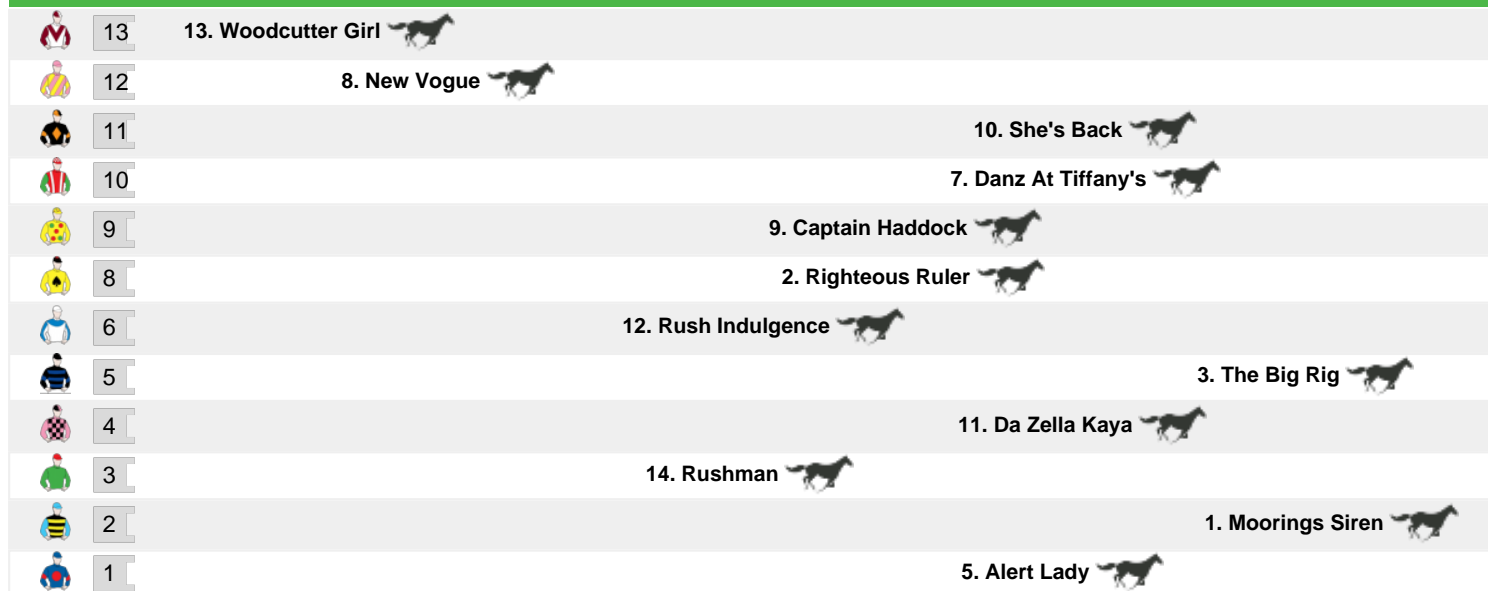 13 13. Woodcutter Girl
12 8. New Vogue
11 10. She's Back
10 7. Danz At Tiffany's
9 9. Captain Haddock
8 2. Righteous Ruler
6 12. Rush Indulgence
5 3. The Big Rig
4 11. Da Zella Kaya
3 14. Rushman
2 1. Moorings Siren
1 5. Alert Lady